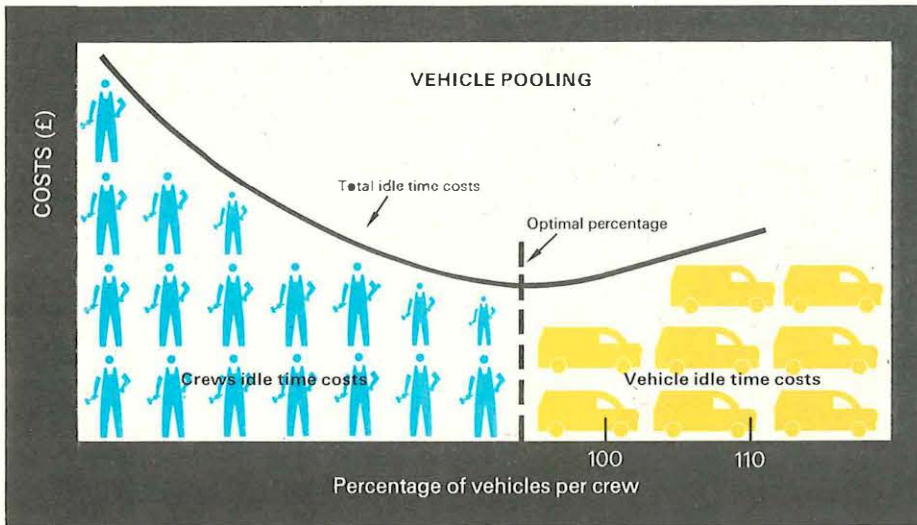 VEHICLE POOLING
COSTS (£)
Total idle time costs
Optimal percentage
Crews idle time costs
Vehicle idle time costs
100
110
Percentage of vehicles per crew